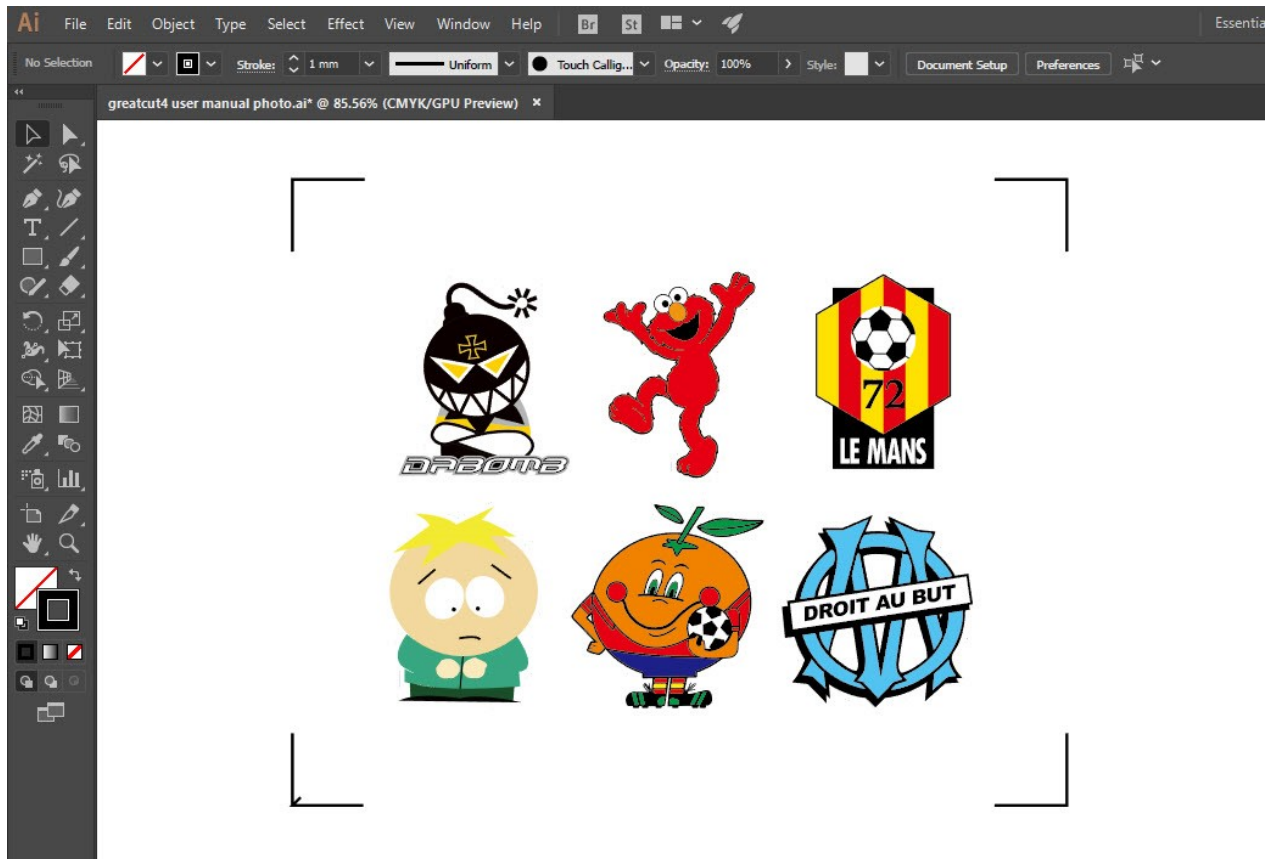 Ai File Edit Object Type Select Effect View Window Help Br St Essentia
No Selection Stroke: 1 mm Uniform Touch Callig... Opacity: 100% Style: Document Setup Preferences
greatcut4 user manual photo.ai* @ 85.56% (CMYK/GPU Preview) ×
72
LE MANS
DABOMB
DROIT AU BUT